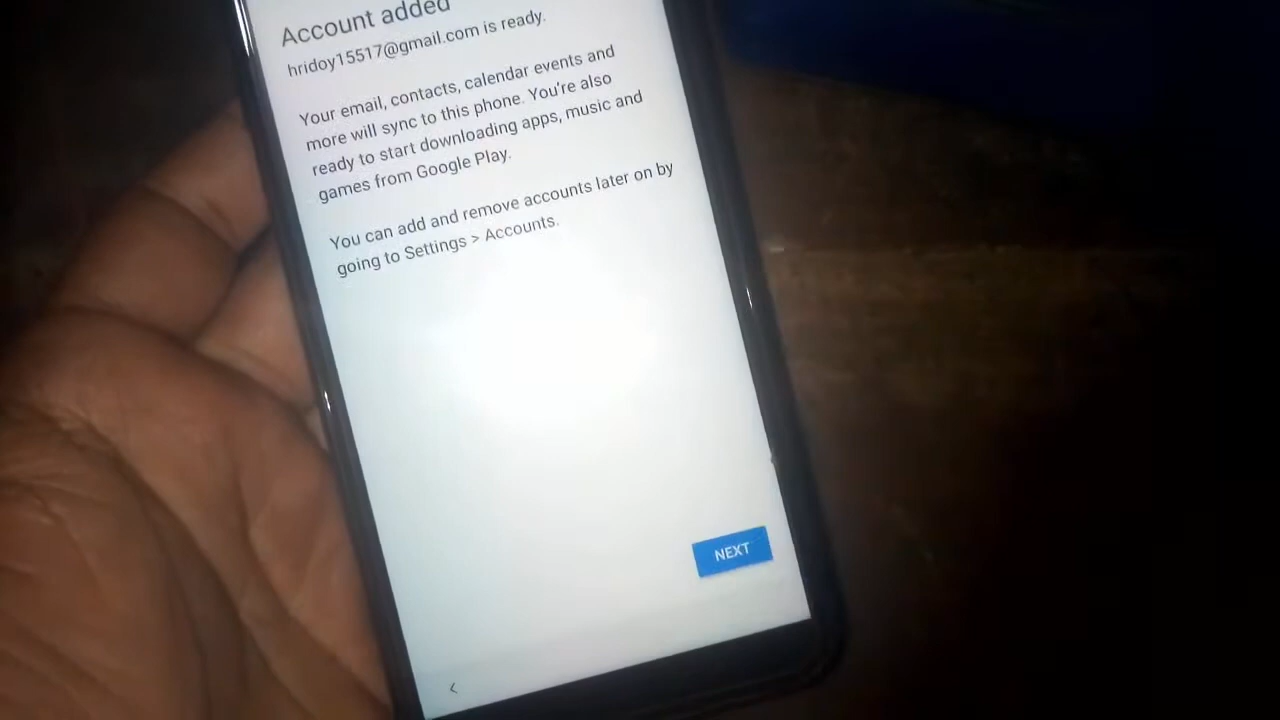 Account added
hridoy15517@gmail.com is ready.
Your email, contacts, calendar events and
more will sync to this phone. You're also
ready to start downloading apps, music and
games from Google Play.
You can add and remove accounts later on by
going to Settings > Accounts.
NEXT